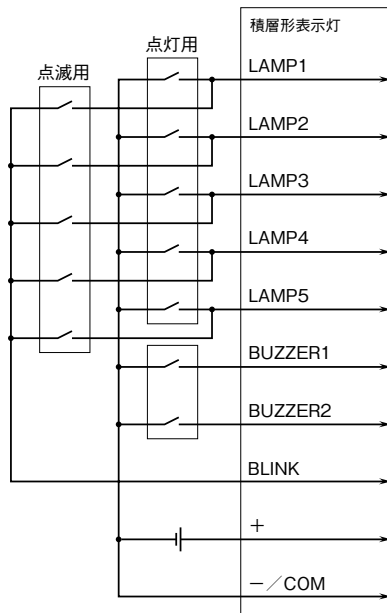 積層形表示灯
点灯用
点滅用
LAMP1
LAMP2
LAMP3
LAMP4
LAMP5
BUZZER1
BUZZER2
BLINK
＋
－／COM